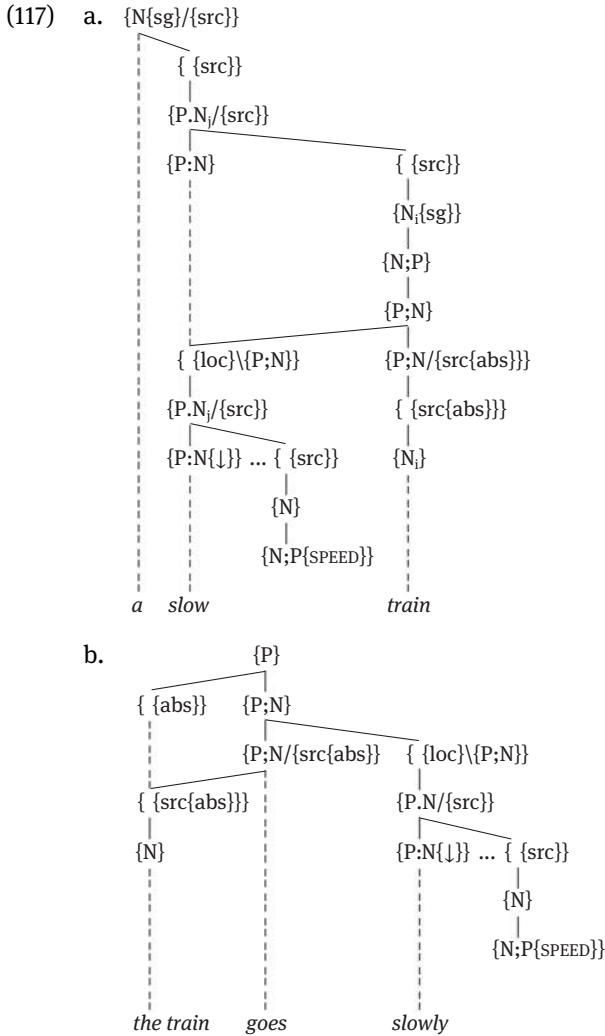 (117) a. {N{sg}/{src}}
{ {src}}
{P.Nⱼ/{src}}
{P:N} { {src}}
{Nᵢ{sg}}
{N;P}
{P;N}
{ {loc}\{P;N}} {P;N/{src{abs}}}
{P.Nⱼ/{src}} { {src{abs}}}
{P:N{↓}} ... { {src}} {Nᵢ}
{N}
{N;P{SPEED}}
a slow train
b. {P}
{ {abs}} {P;N}
{P;N/{src{abs}} { {loc}\{P;N}}
{ {src{abs}}} {P.N/{src}}
{N} {P:N{↓}} ... { {src}}
{N}
{N;P{SPEED}}
the train goes slowly